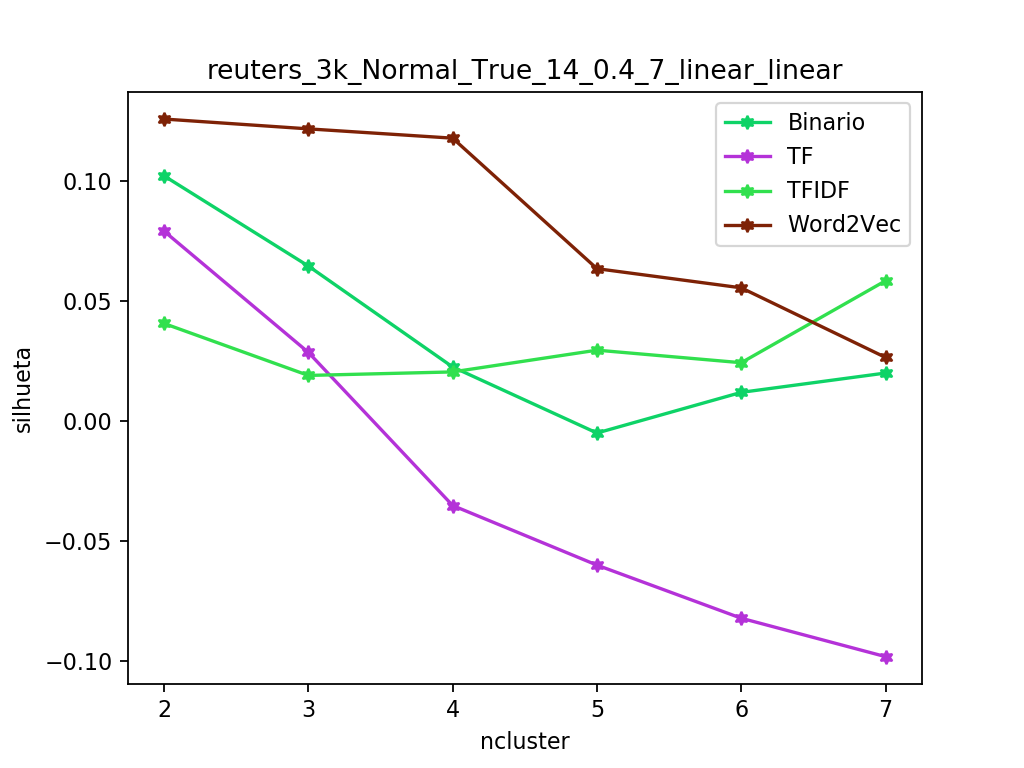 reuters_3k_Normal_True_14_0.4_7_linear_linear
Binario
TF
TFIDF
Word2Vec
silhueta
0.10
0.05
0.00
−0.05
−0.10
2 3 4 5 6 7
ncluster